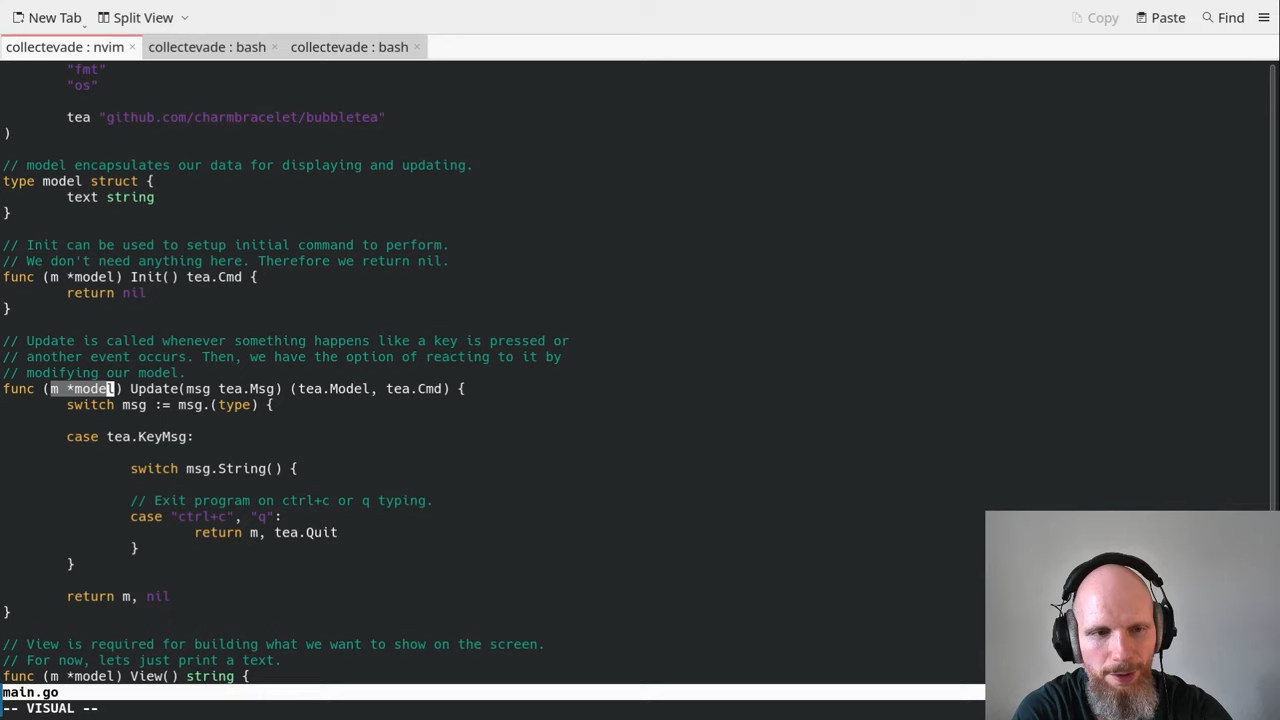 New Tab Split View Copy Paste Find
collectevade : nvim × collectevade : bash × collectevade : bash ×
"fmt"
"os"
tea "github.com/charmbracelet/bubbletea"
)
// model encapsulates our data for displaying and updating.
type model struct {
text string
}
// Init can be used to setup initial command to perform.
// We don't need anything here. Therefore we return nil.
func (m *model) Init() tea.Cmd {
return nil
}
// Update is called whenever something happens like a key is pressed or
// another event occurs. Then, we have the option of reacting to it by
// modifying our model.
func (m *model) Update(msg tea.Msg) (tea.Model, tea.Cmd) {
switch msg := msg.(type) {
case tea.KeyMsg:
switch msg.String() {
// Exit program on ctrl+c or q typing.
case "ctrl+c", "q":
return m, tea.Quit
}
}
return m, nil
}
// View is required for building what we want to show on the screen.
// For now, lets just print a text.
func (m *model) View() string {
main.go
-- VISUAL --